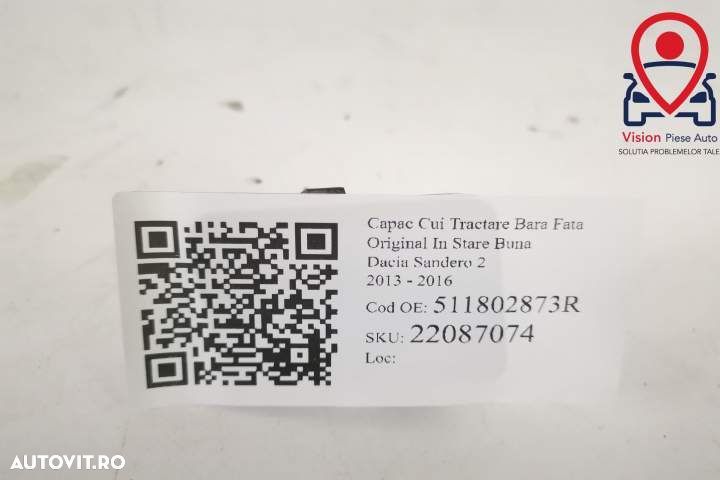 Vision Piese Auto
SOLUTIA PROBLEMELOR TALE
Capac Cui Tractare Bara Fata
Original In Stare Buna
Dacia Sandero 2
2013 - 2016
Cod OE: 511802873R
SKU: 22087074
Loc:
AUTOVIT.RO